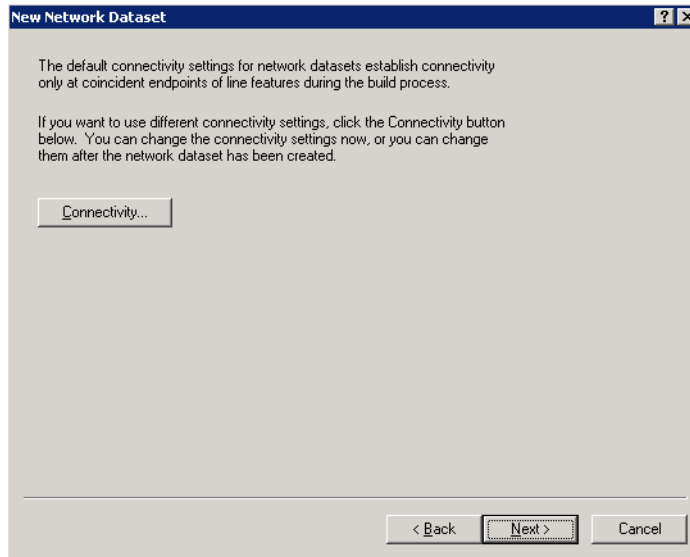 New Network Dataset
The default connectivity settings for network datasets establish connectivity
only at coincident endpoints of line features during the build process.
If you want to use different connectivity settings, click the Connectivity button
below. You can change the connectivity settings now, or you can change
them after the network dataset has been created.
Connectivity...
< Back
Next >
Cancel